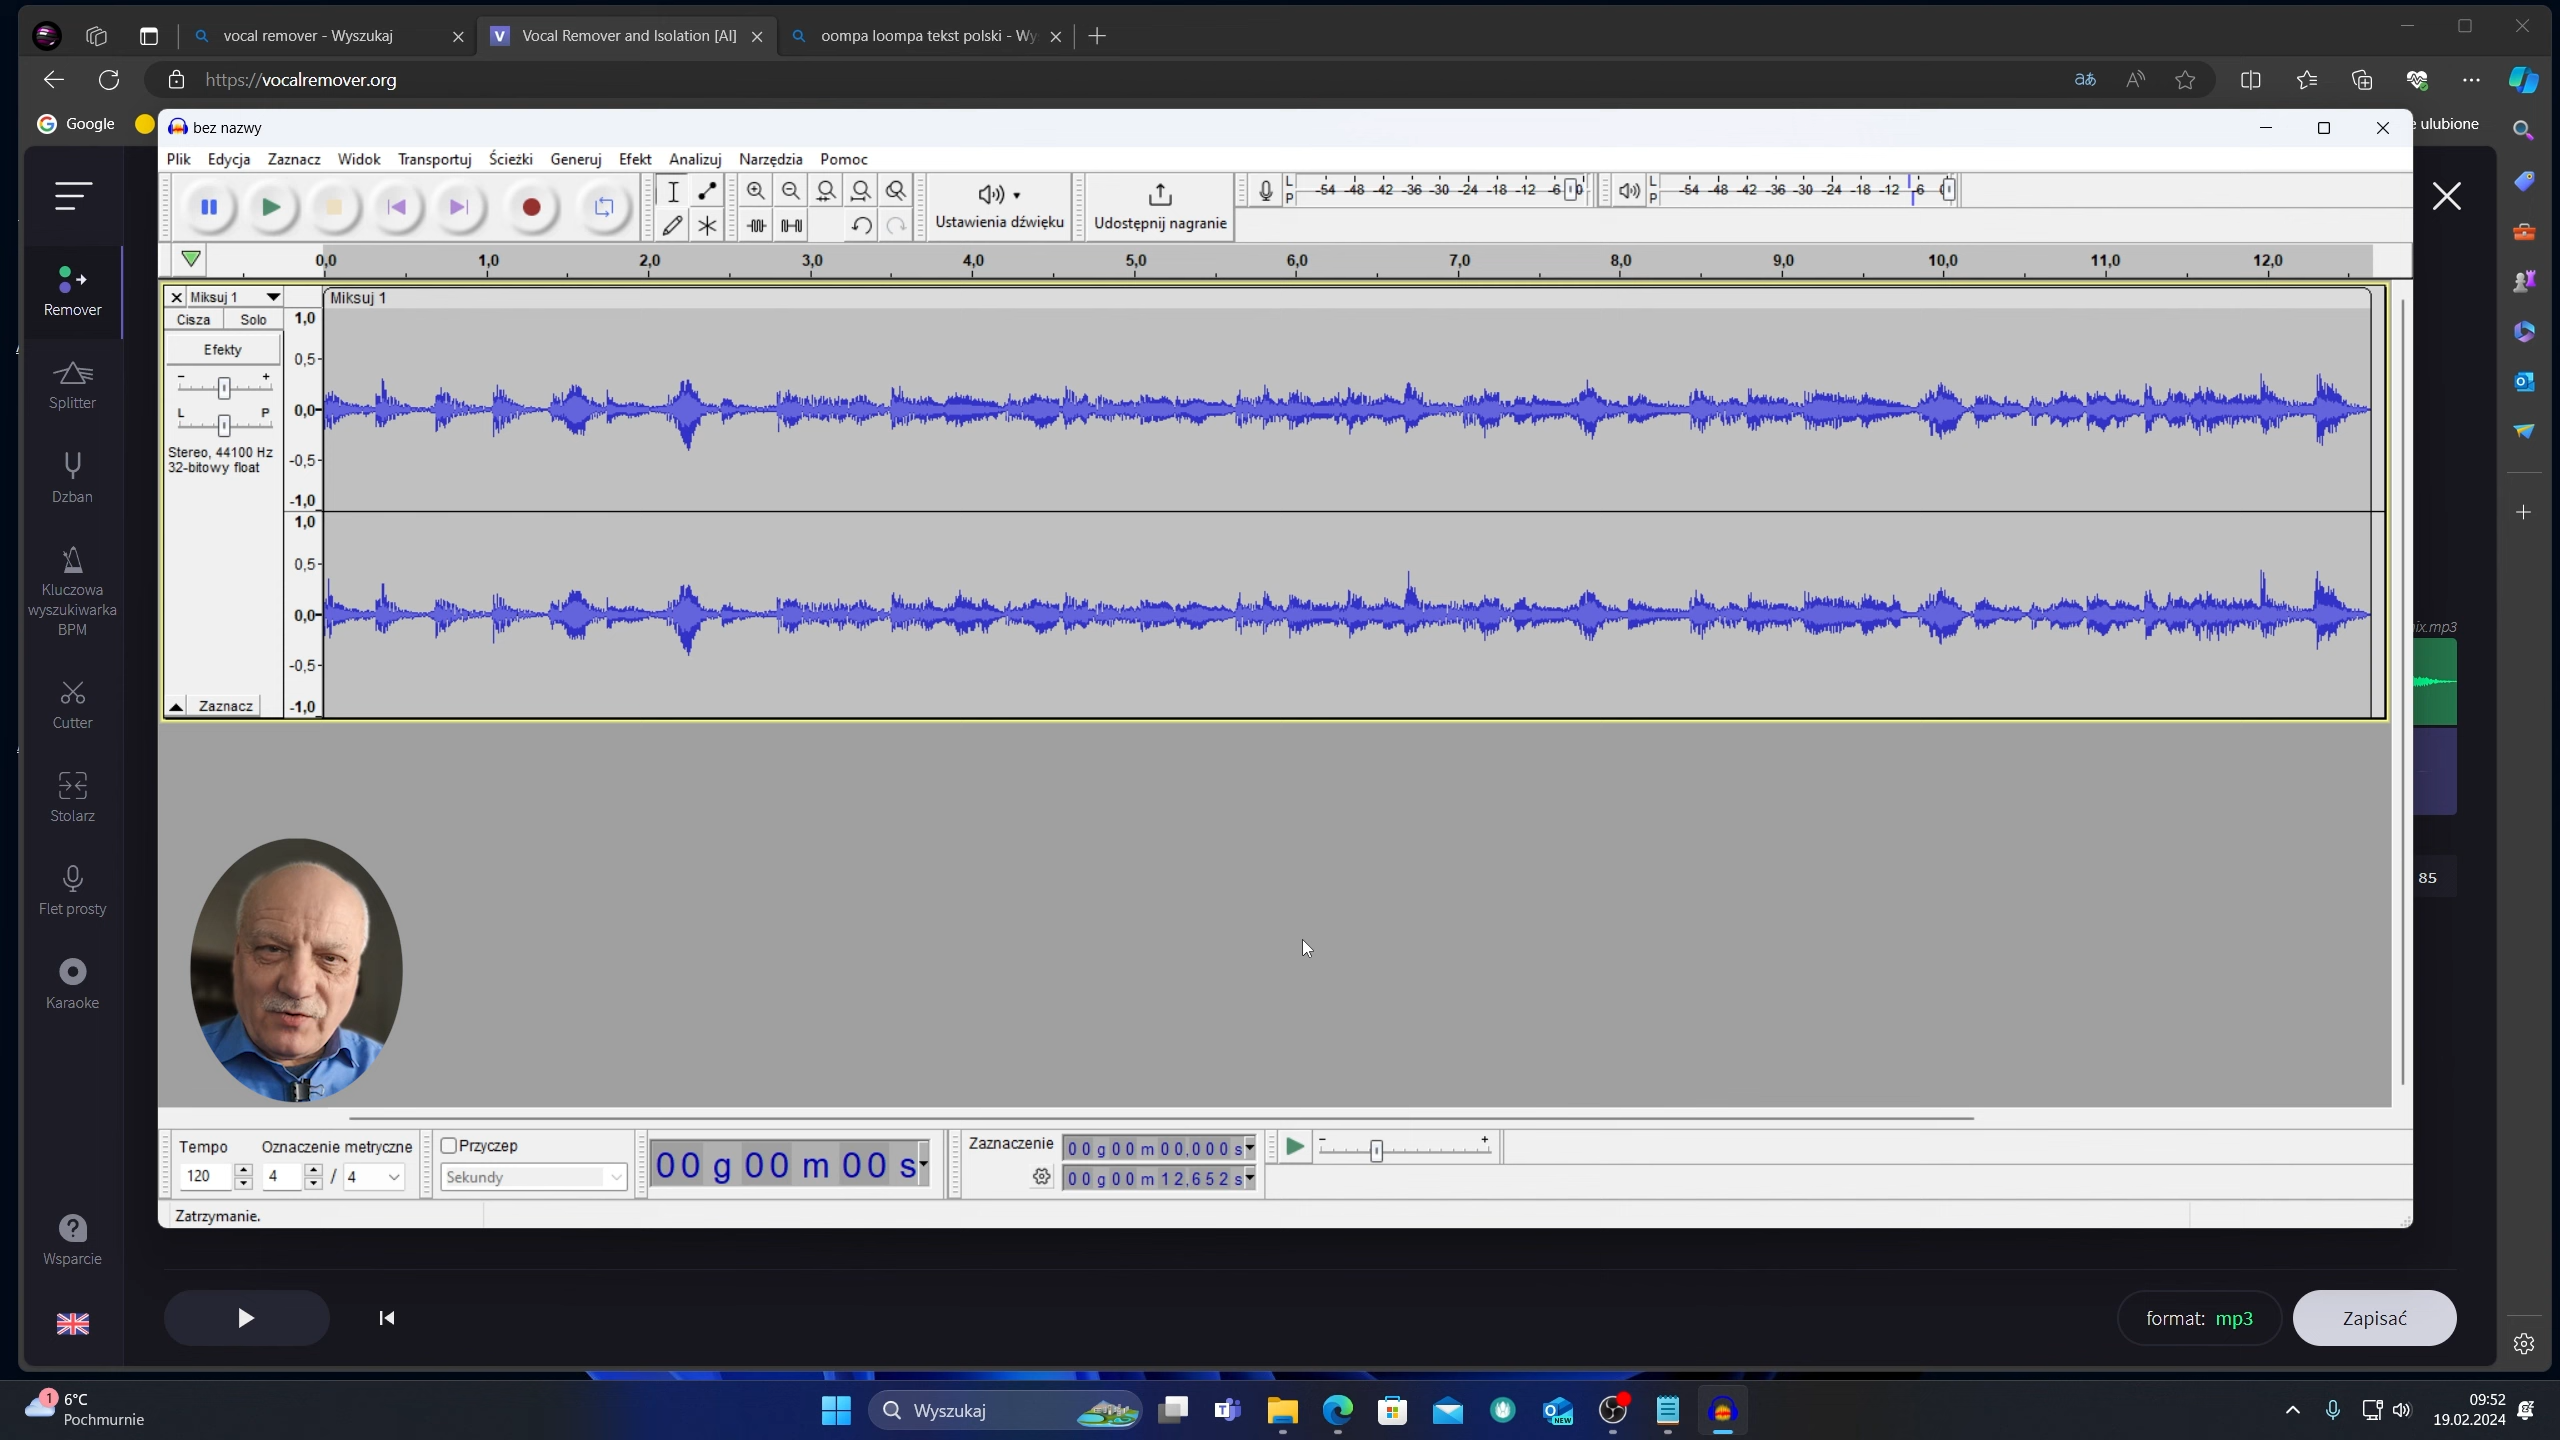 vocal remover - Wyszukaj
V Vocal Remover and Isolation [AI]
oompa loompa tekst polski - Wy
https://vocalremover.org
Google
ulubione
bez nazwy
Plik Edycja Zaznacz Widok Transportuj Ścieżki Generuj Efekt Analizuj Narzędzia Pomoc
Ustawienia dźwięku
Udostępnij nagranie
L
P
-54 -48 -42 -36 -30 -24 -18 -12 -6 0
L
P
-54 -48 -42 -36 -30 -24 -18 -12 -6
0,0 1,0 2,0 3,0 4,0 5,0 6,0 7,0 8,0 9,0 10,0 11,0 12,0
Miksuj 1
Miksuj 1
Cisza Solo
Efekty
- +
L P
Stereo, 44100 Hz
32-bitowy float
Zaznacz
1,0
0,5
0,0
-0,5
-1,0
1,0
0,5
0,0
-0,5
-1,0
Remover
Splitter
Dzban
Kluczowa
wyszukiwarka
BPM
Cutter
Stolarz
Flet prosty
Karaoke
Wsparcie
ix.mp3
85
Tempo
120
Oznaczenie metryczne
4 / 4
Przyczep
Sekundy
00 g 00 m 00 s
Zaznaczenie
00 g 00 m 00,000 s
00 g 00 m 12,652 s
- +
Zatrzymanie.
format: mp3
Zapisać
1
6°C
Pochmurnie
Wyszukaj
NEW
09:52
19.02.2024